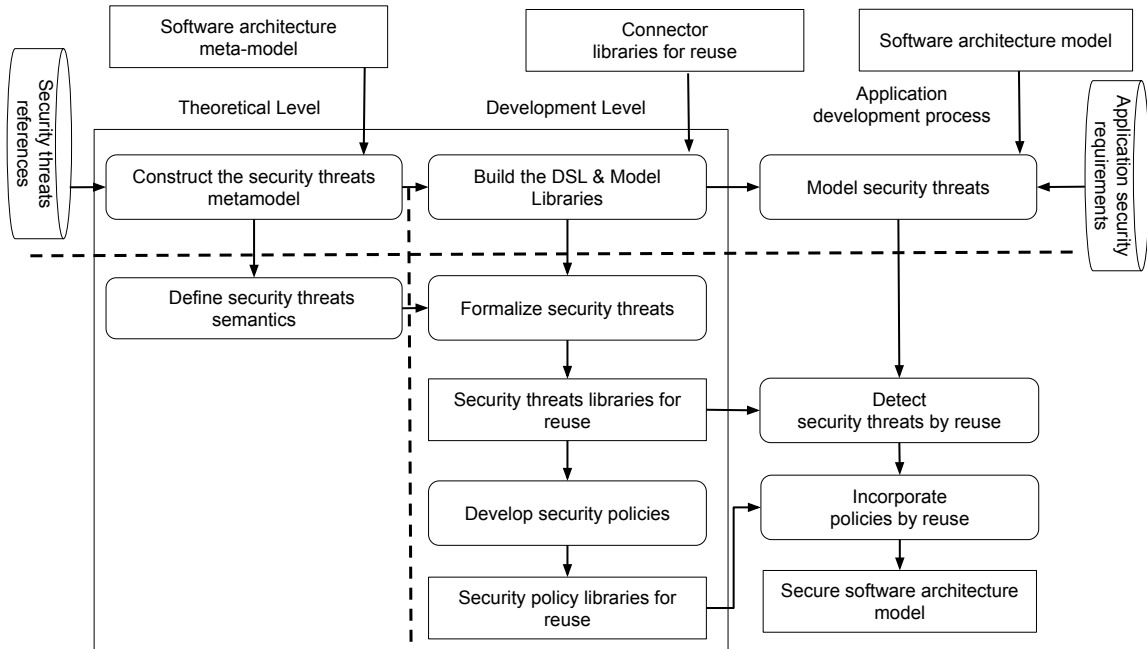 Software architecture
meta-model
Connector
libraries for reuse
Software architecture model
Security threats
references
Theoretical Level
Development Level
Application
development process
Application security
requirements
Construct the security threats
metamodel
Build the DSL & Model
Libraries
Model security threats
Define security threats
semantics
Formalize security threats
Security threats libraries for
reuse
Detect
security threats by reuse
Develop security policies
Incorporate
policies by reuse
Security policy libraries for
reuse
Secure software architecture
model